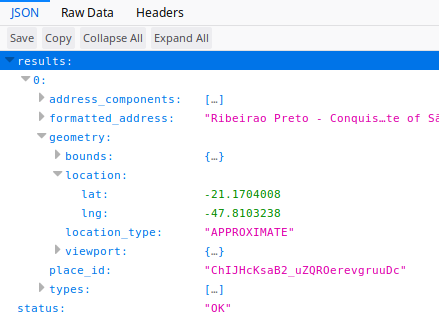 JSON Raw Data Headers
Save Copy Collapse All Expand All
results:
0:
address_components: […]
formatted_address: "Ribeirao Preto - Conquis…te of Sã
geometry:
bounds: {…}
location:
lat: -21.1704008
lng: -47.8103238
location_type: "APPROXIMATE"
viewport: {…}
place_id: "ChIJHcKsaB2_uZQROerevgruuDc"
types: […]
status: "OK"